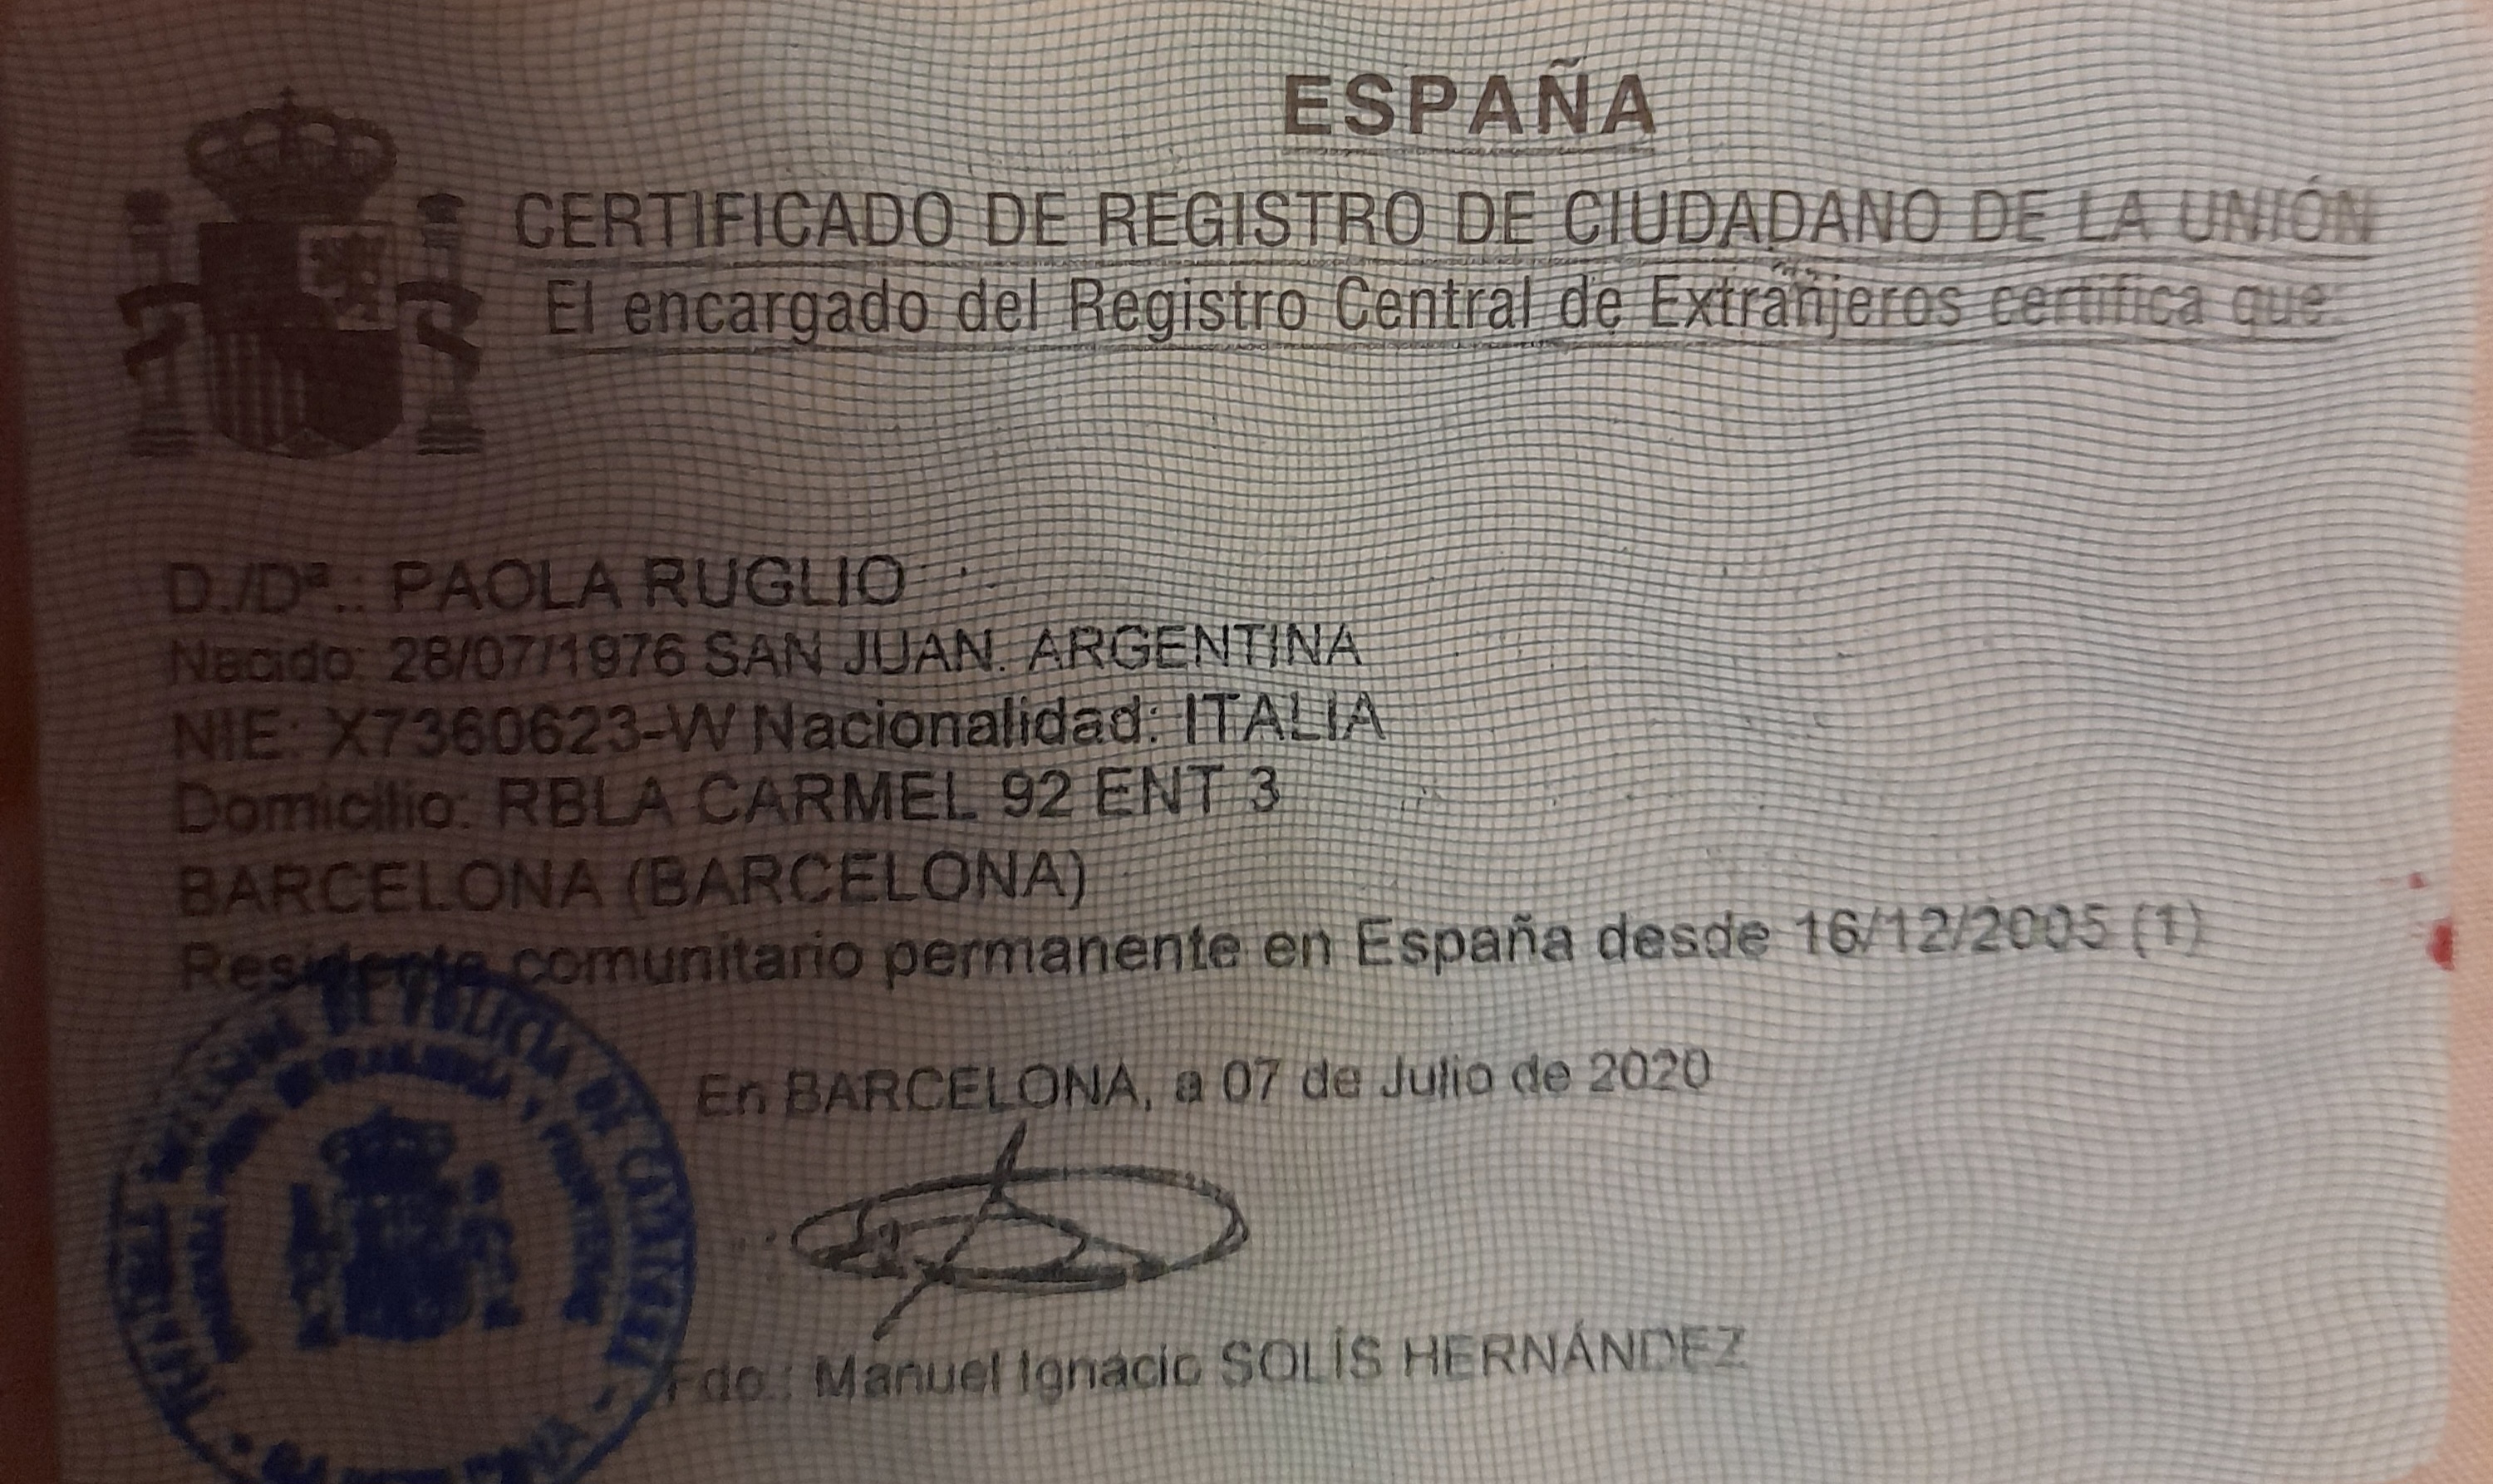 ESPAÑA
CERTIFICADO DE REGISTRO DE CIUDADANO DE LA UNIÓN
El encargado del Registro Central de Extranjeros certifica que:
D./Dª.: PAOLA RUGLIO
Nacido: 28/07/1976 SAN JUAN. ARGENTINA
NIE: X7360623-W Nacionalidad: ITALIA
Domicilio: RBLA CARMEL 92 ENT 3
BARCELONA (BARCELONA)
Residente comunitario permanente en España desde 16/12/2005 (1)
En BARCELONA, a 07 de Julio de 2020
Fdo.: Manuel Ignacio SOLÍS HERNÁNDEZ
DE POLICIA DE